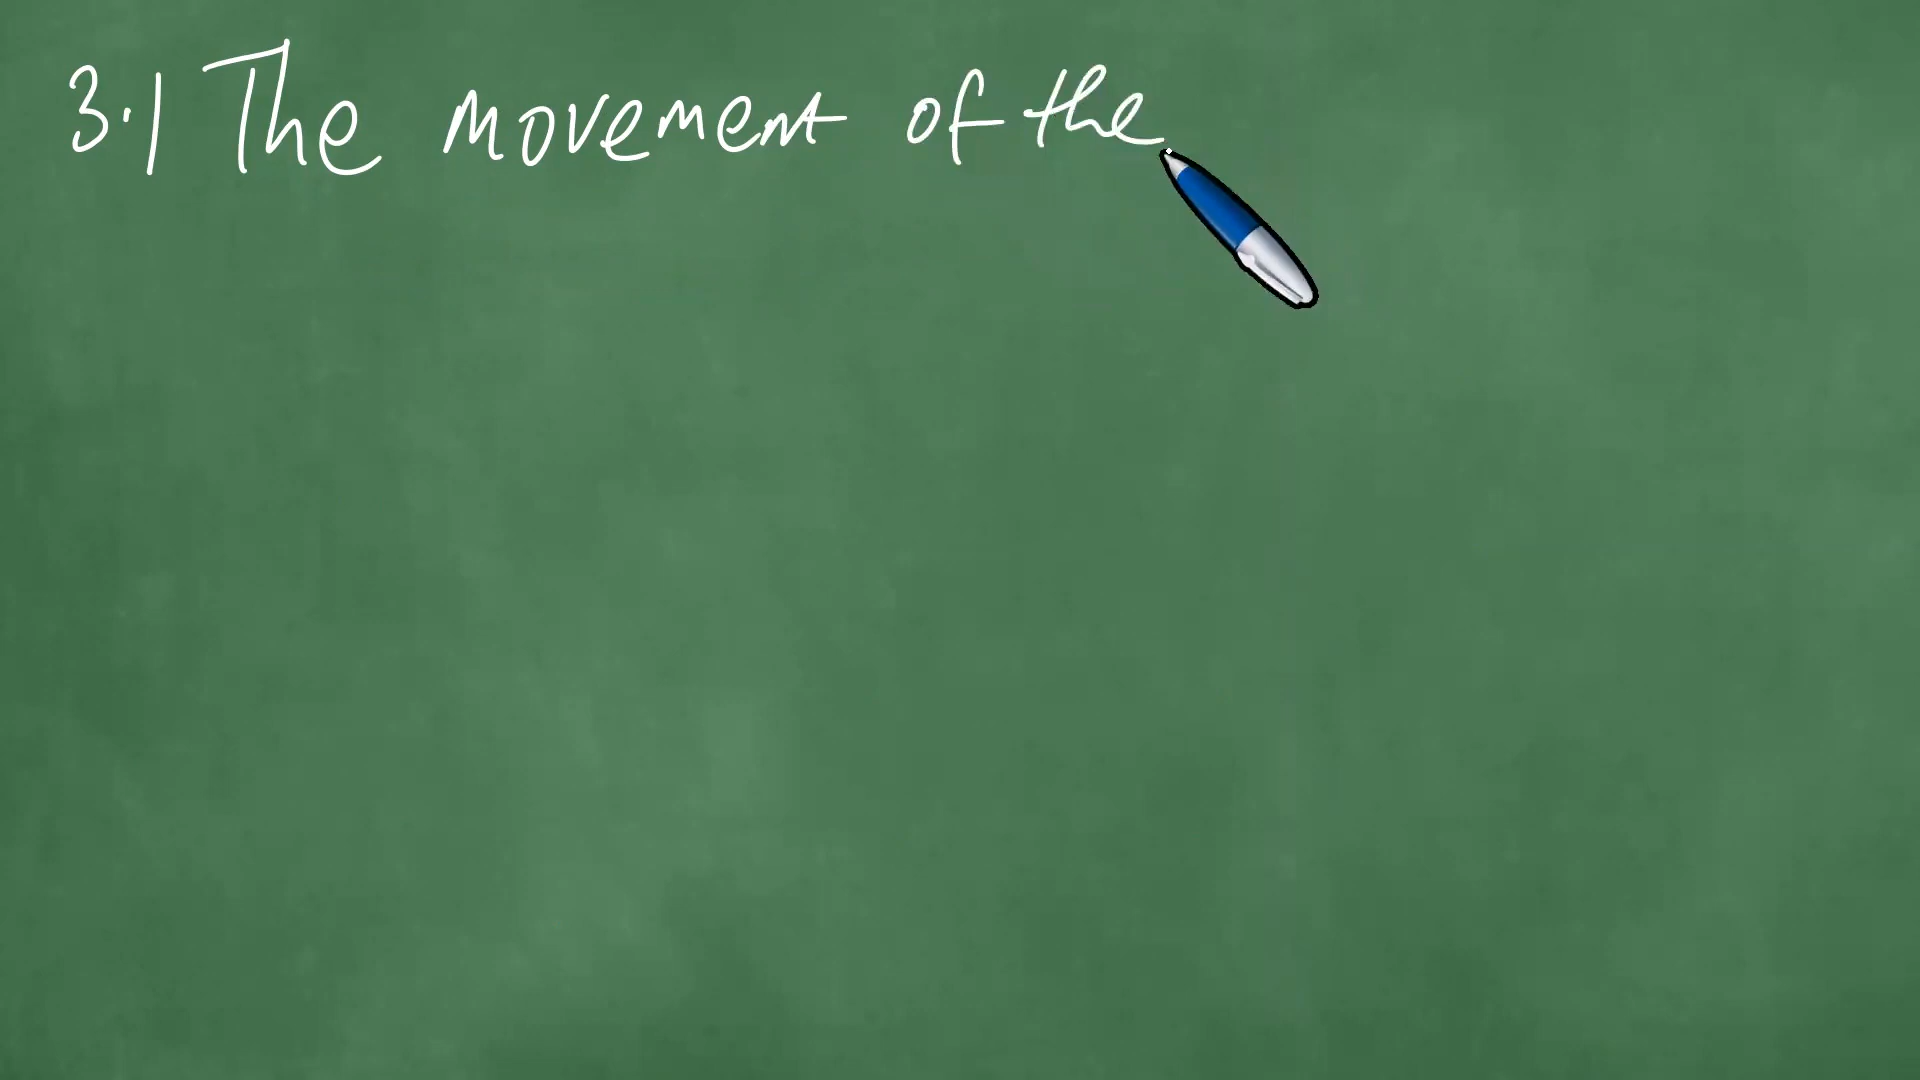 3.1 The movement of the